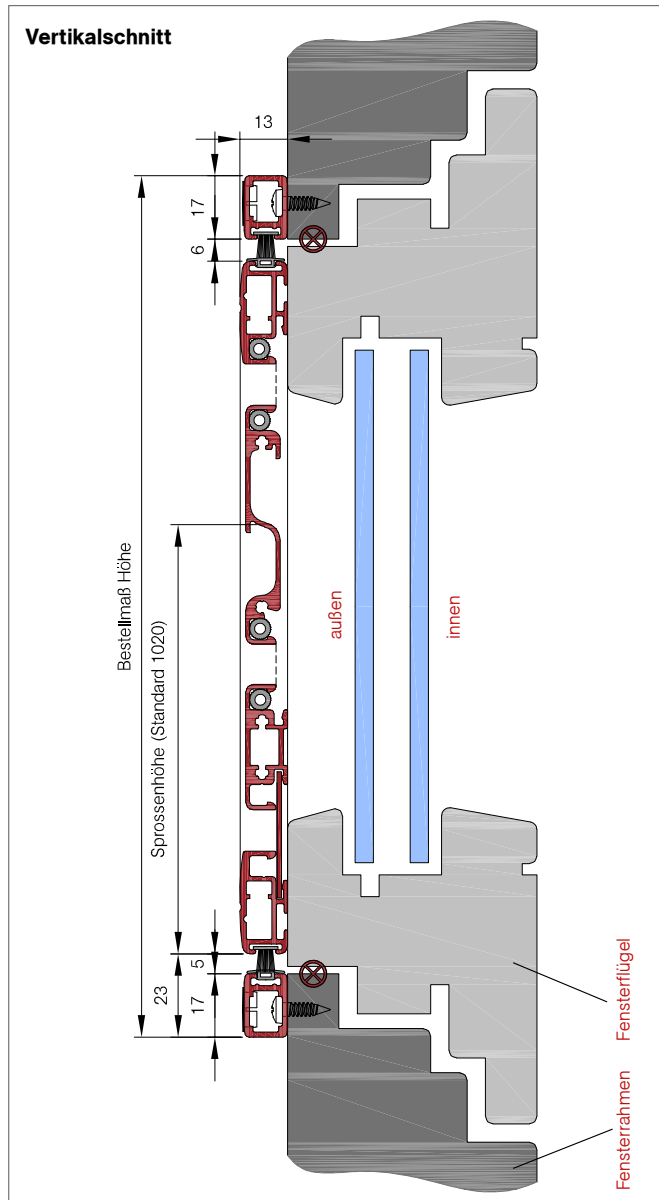 Vertikalschnitt
13
17
6
Bestellmaß Höhe
Sprossenhöhe (Standard 1020)
außen
innen
5
23
17
Fensterflügel
Fensterrahmen